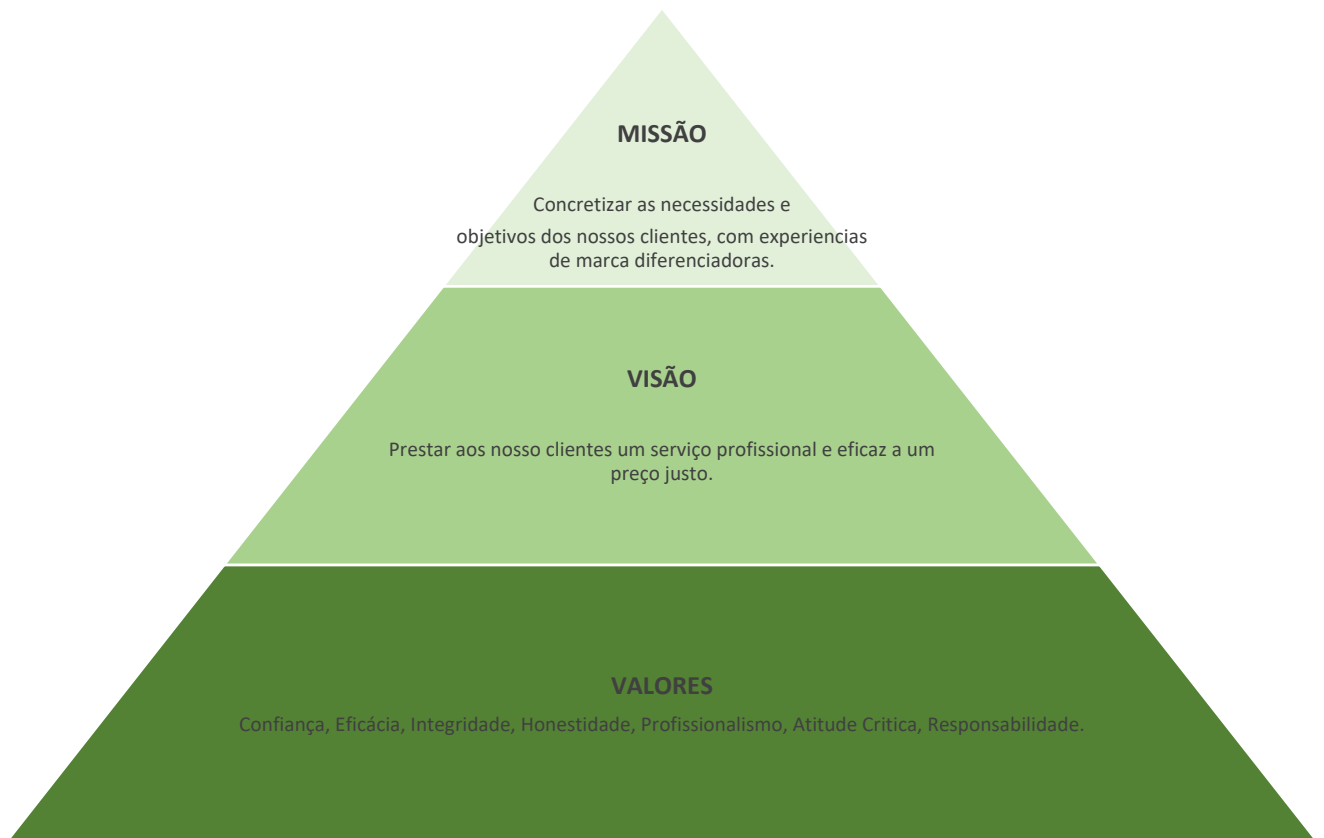 MISSÃO
Concretizar as necessidades e
objetivos dos nossos clientes, com experiencias
de marca diferenciadoras.
VISÃO
Prestar aos nosso clientes um serviço profissional e eficaz a um
preço justo.
VALORES
Confiança, Eficácia, Integridade, Honestidade, Profissionalismo, Atitude Critica, Responsabilidade.